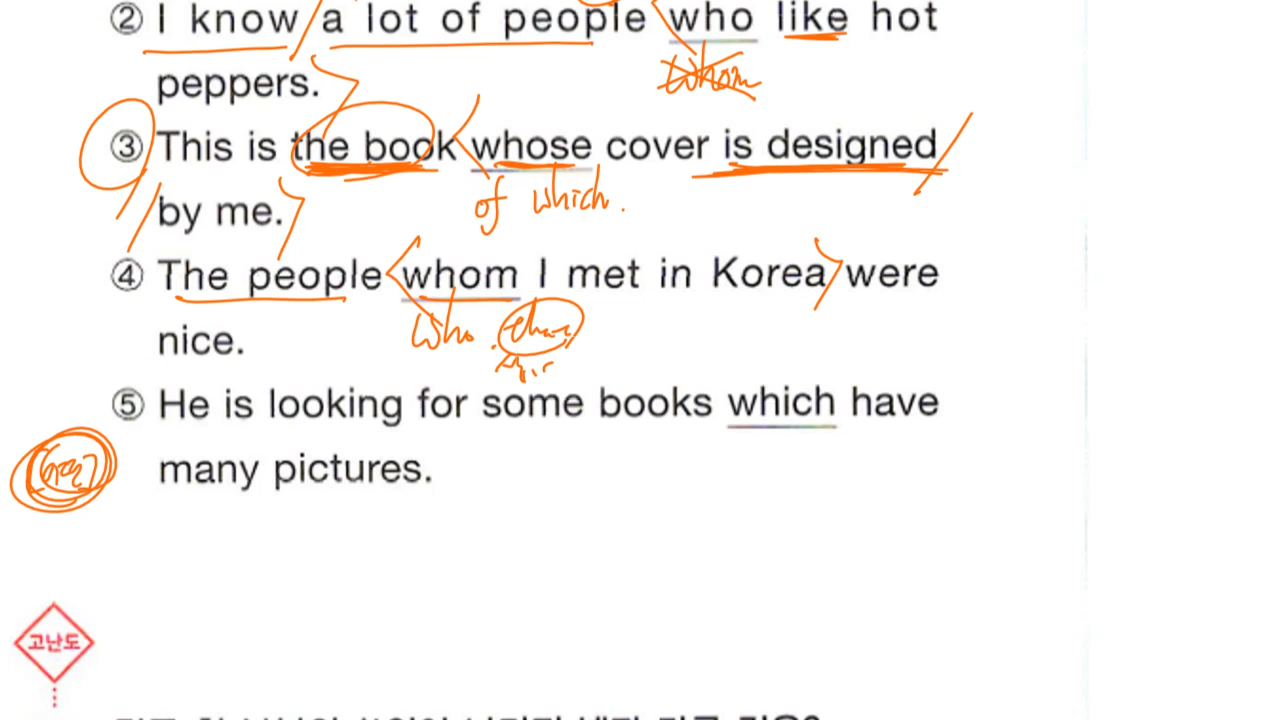 ② I know a lot of people who like hot
whom
peppers.
③ This is the book whose cover is designed
of which.
by me.
④ The people whom I met in Korea were
who.
nice.
⑤ He is looking for some books which have
many pictures.
고난도